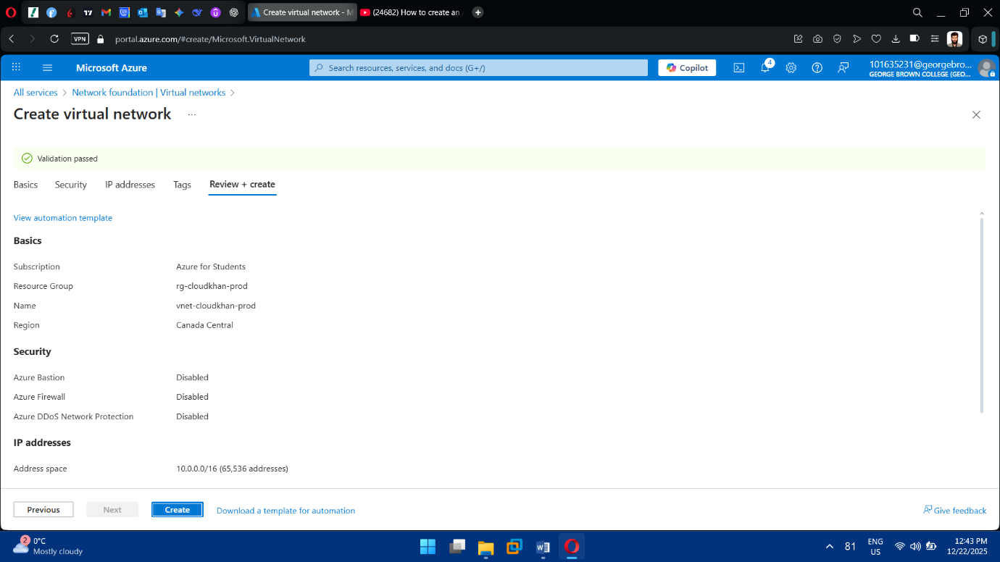 Create virtual network - M
(24682) How to create an
VPN
portal.azure.com/#create/Microsoft.VirtualNetwork
Microsoft Azure
Search resources, services, and docs (G+/)
Copilot
4
101635231@georgebro...
GEORGE BROWN COLLEGE (GEO...
All services > Network foundation | Virtual networks >
Create virtual network ...
Validation passed
Basics Security IP addresses Tags Review + create
View automation template
Basics
Subscription Azure for Students
Resource Group rg-cloudkhan-prod
Name vnet-cloudkhan-prod
Region Canada Central
Security
Azure Bastion Disabled
Azure Firewall Disabled
Azure DDoS Network Protection Disabled
IP addresses
Address space 10.0.0.0/16 (65,536 addresses)
Previous Next Create Download a template for automation Give feedback
2
0°C
Mostly cloudy
81
ENG
US
12:43 PM
12/22/2025